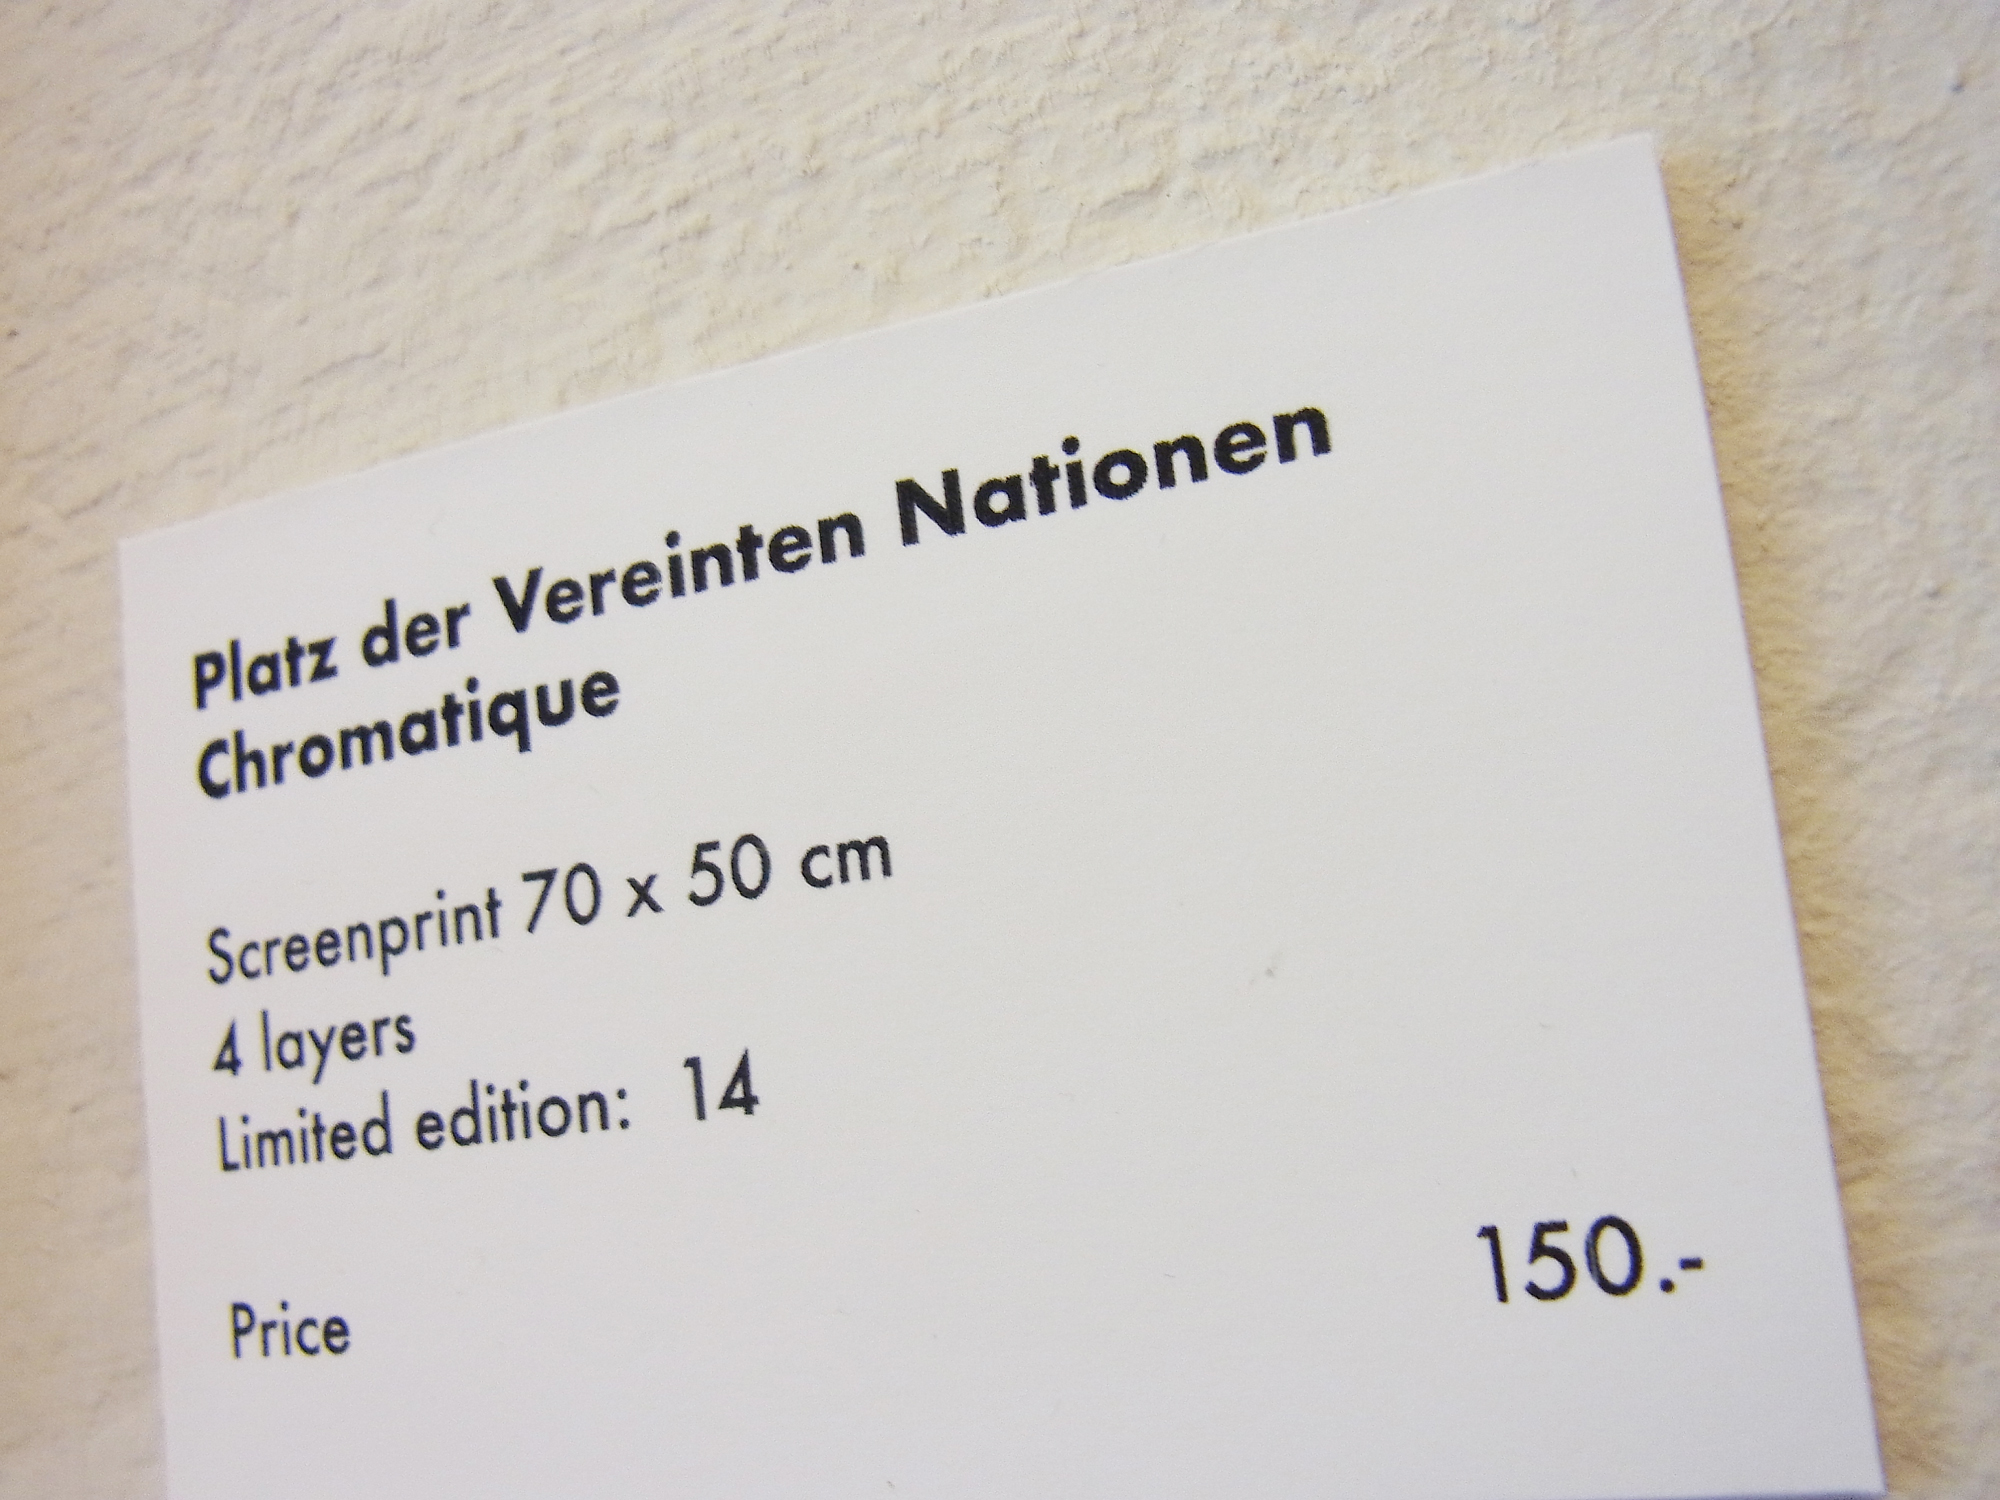 Platz der Vereinten Nationen
Chromatique
Screenprint 70 x 50 cm
4 layers
Limited edition: 14
Price 150.-